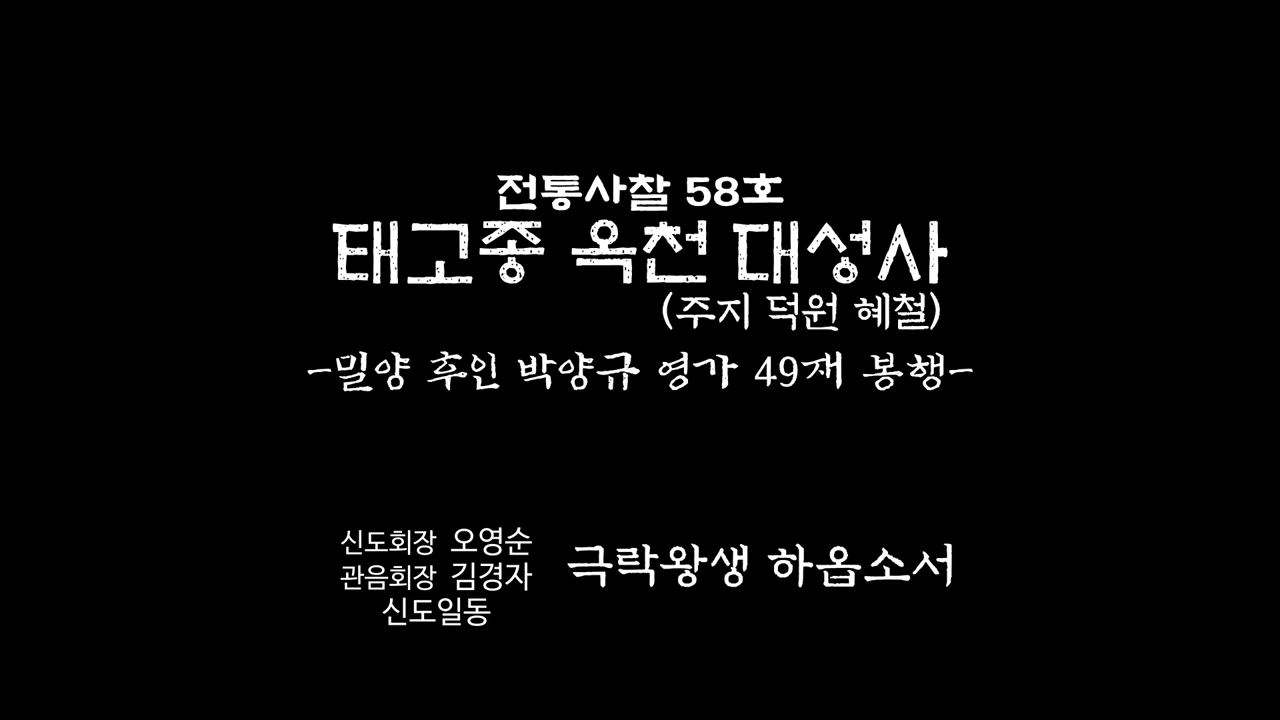 전통사찰 58호
태고종 옥천 대성사
(주지 덕원 혜철)
-밀양 후인 박양규 영가 49재 봉행-
신도회장 오영순
관음회장 김경자
신도일동
극락왕생 하옵소서